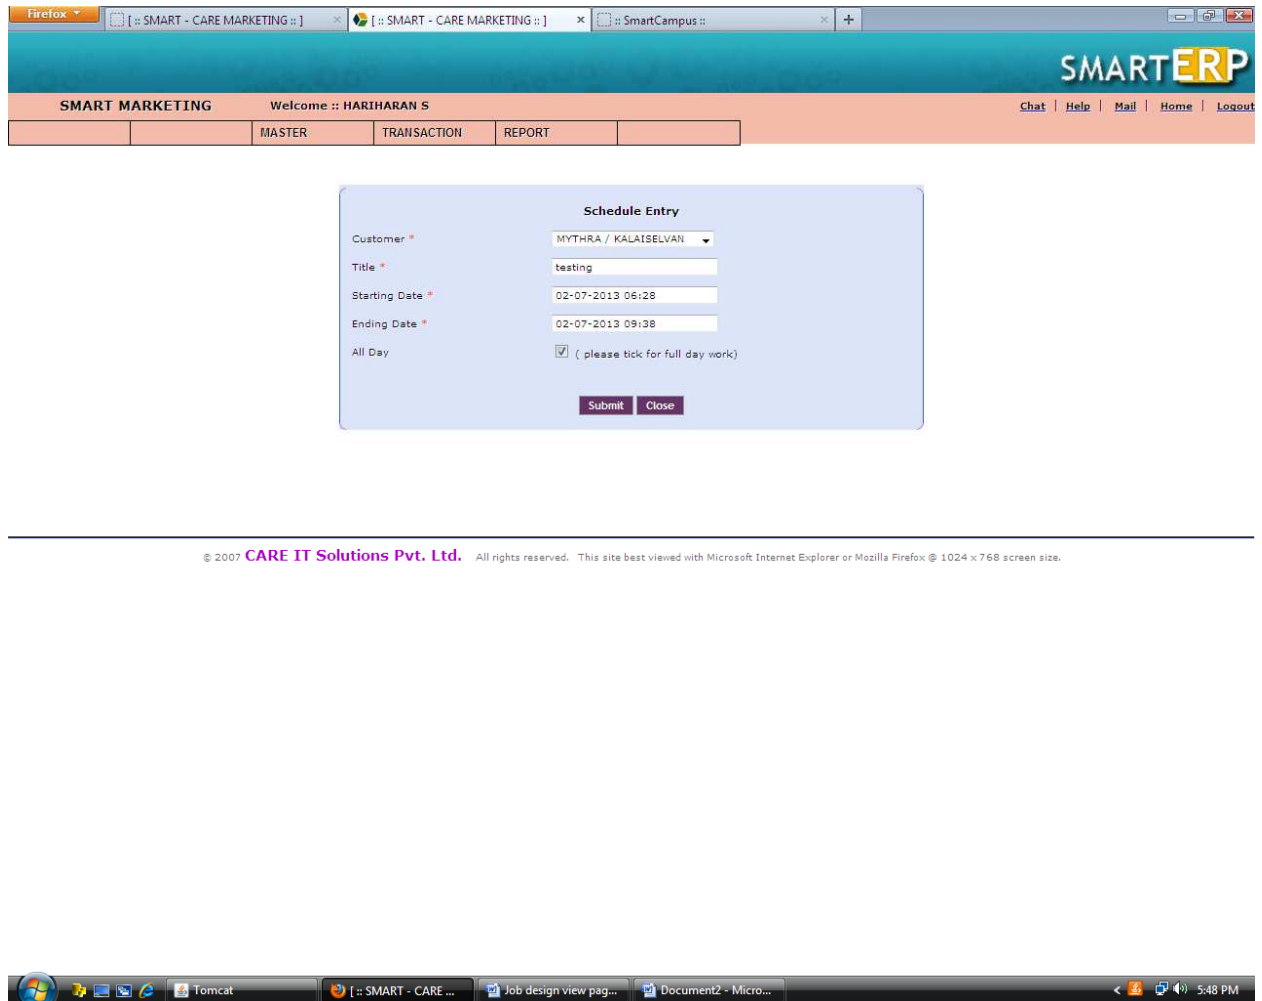 Firefox
[ :: SMART - CARE MARKETING :: ] × [ :: SMART - CARE MARKETING :: ] × :: SmartCampus :: × +
SMARTERP
SMART MARKETING Welcome :: HARIHARAN S Chat | Help | Mail | Home | Logout
MASTER TRANSACTION REPORT
Schedule Entry
Customer * MYTHRA / KALAISELVAN
Title * testing
Starting Date * 02-07-2013 06:28
Ending Date * 02-07-2013 09:38
All Day ( please tick for full day work)
Submit Close
© 2007 CARE IT Solutions Pvt. Ltd. All rights reserved. This site best viewed with Microsoft Internet Explorer or Mozilla Firefox @ 1024 x 768 screen size.
Tomcat [ :: SMART - CARE ... Job design view pag... Document2 - Micro... < 5:48 PM